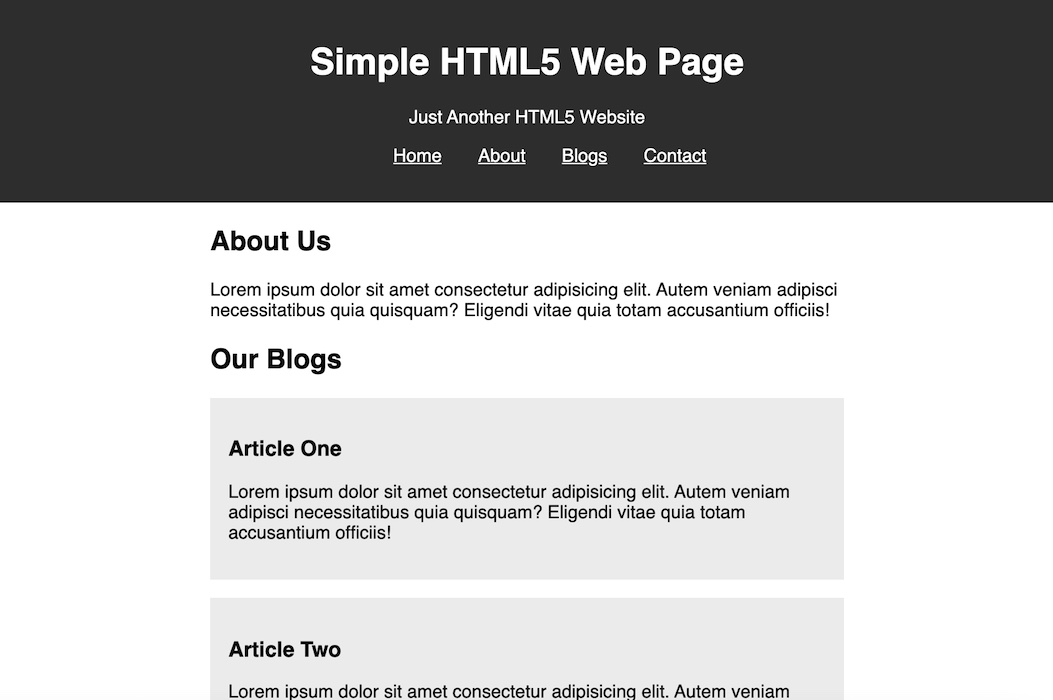 Simple HTML5 Web Page
Just Another HTML5 Website
Home About Blogs Contact
About Us
Lorem ipsum dolor sit amet consectetur adipisicing elit. Autem veniam adipisci
necessitatibus quia quisquam? Eligendi vitae quia totam accusantium officiis!
Our Blogs
Article One
Lorem ipsum dolor sit amet consectetur adipisicing elit. Autem veniam
adipisci necessitatibus quia quisquam? Eligendi vitae quia totam
accusantium officiis!
Article Two
Lorem ipsum dolor sit amet consectetur adipisicing elit. Autem veniam